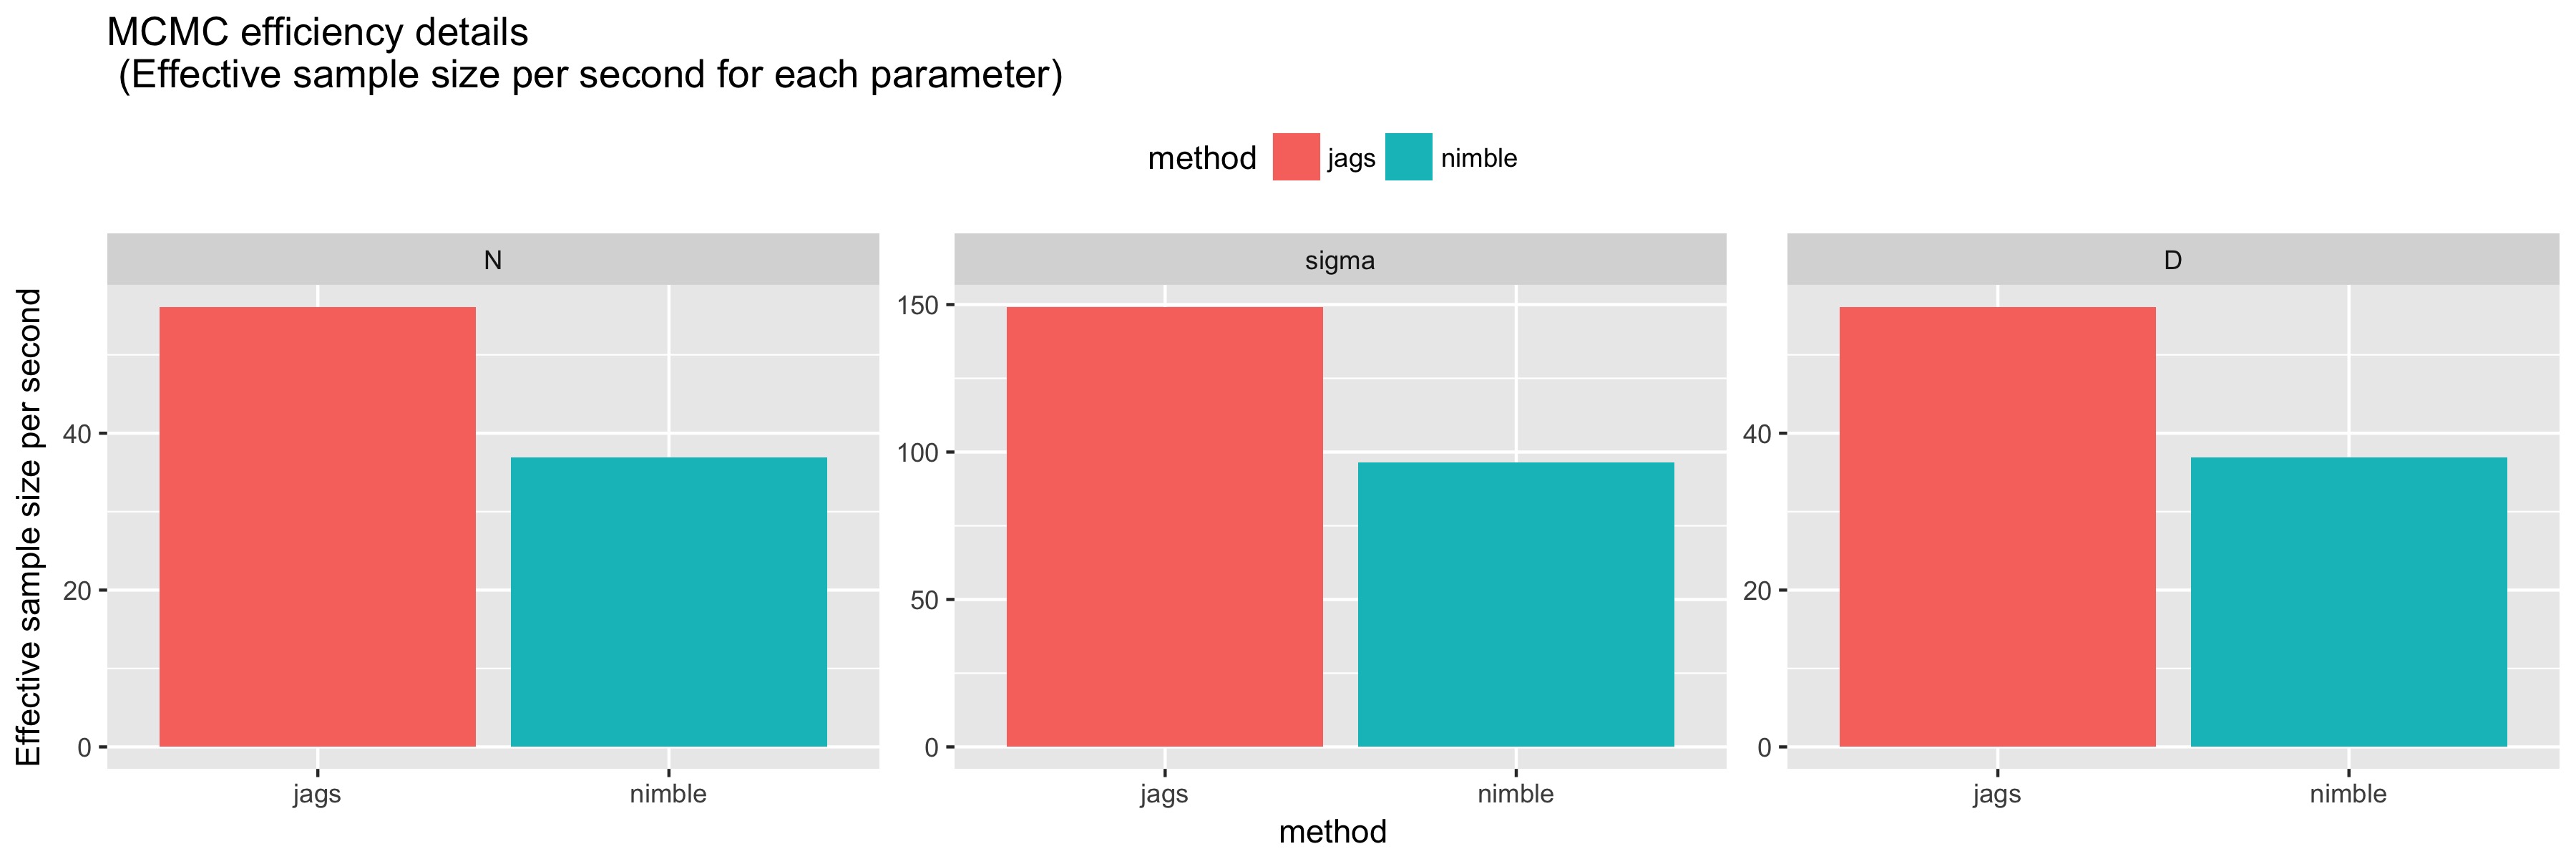 MCMC efficiency details
(Effective sample size per second for each parameter)
method jags nimble
N sigma D
Effective sample size per second
40
20
0
150
100
50
0
40
20
0
jags nimble jags nimble jags nimble
method